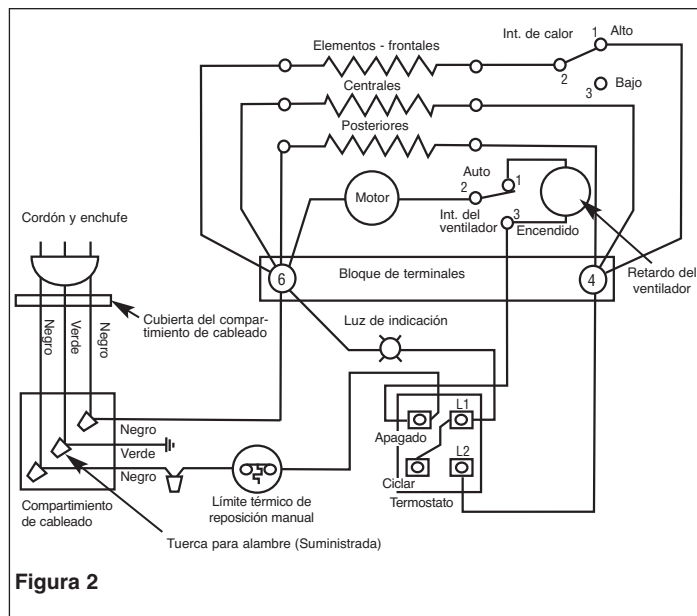 Elementos - frontales
Int. de calor
1
Alto
2
3
Bajo
Centrales
Posteriores
Auto
1
2
Motor
Int. del
ventilador
3
Encendido
Retardo del
ventilador
Cordón y enchufe
6
Bloque de terminales
4
Cubierta del compar-
timiento de cableado
Negro
Verde
Negro
Luz de indicación
Apagado
L1
L2
Ciclar
Termostato
Negro
Verde
Negro
Límite térmico de
reposición manual
Compartimiento
de cableado
Tuerca para alambre (Suministrada)
Figura 2